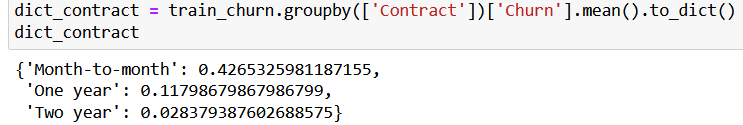 dict_contract = train_churn.groupby(['Contract'])['Churn'].mean().to_dict()
dict_contract
{'Month-to-month': 0.4265325981187155,
'One year': 0.11798679867986799,
'Two year': 0.028379387602688575}